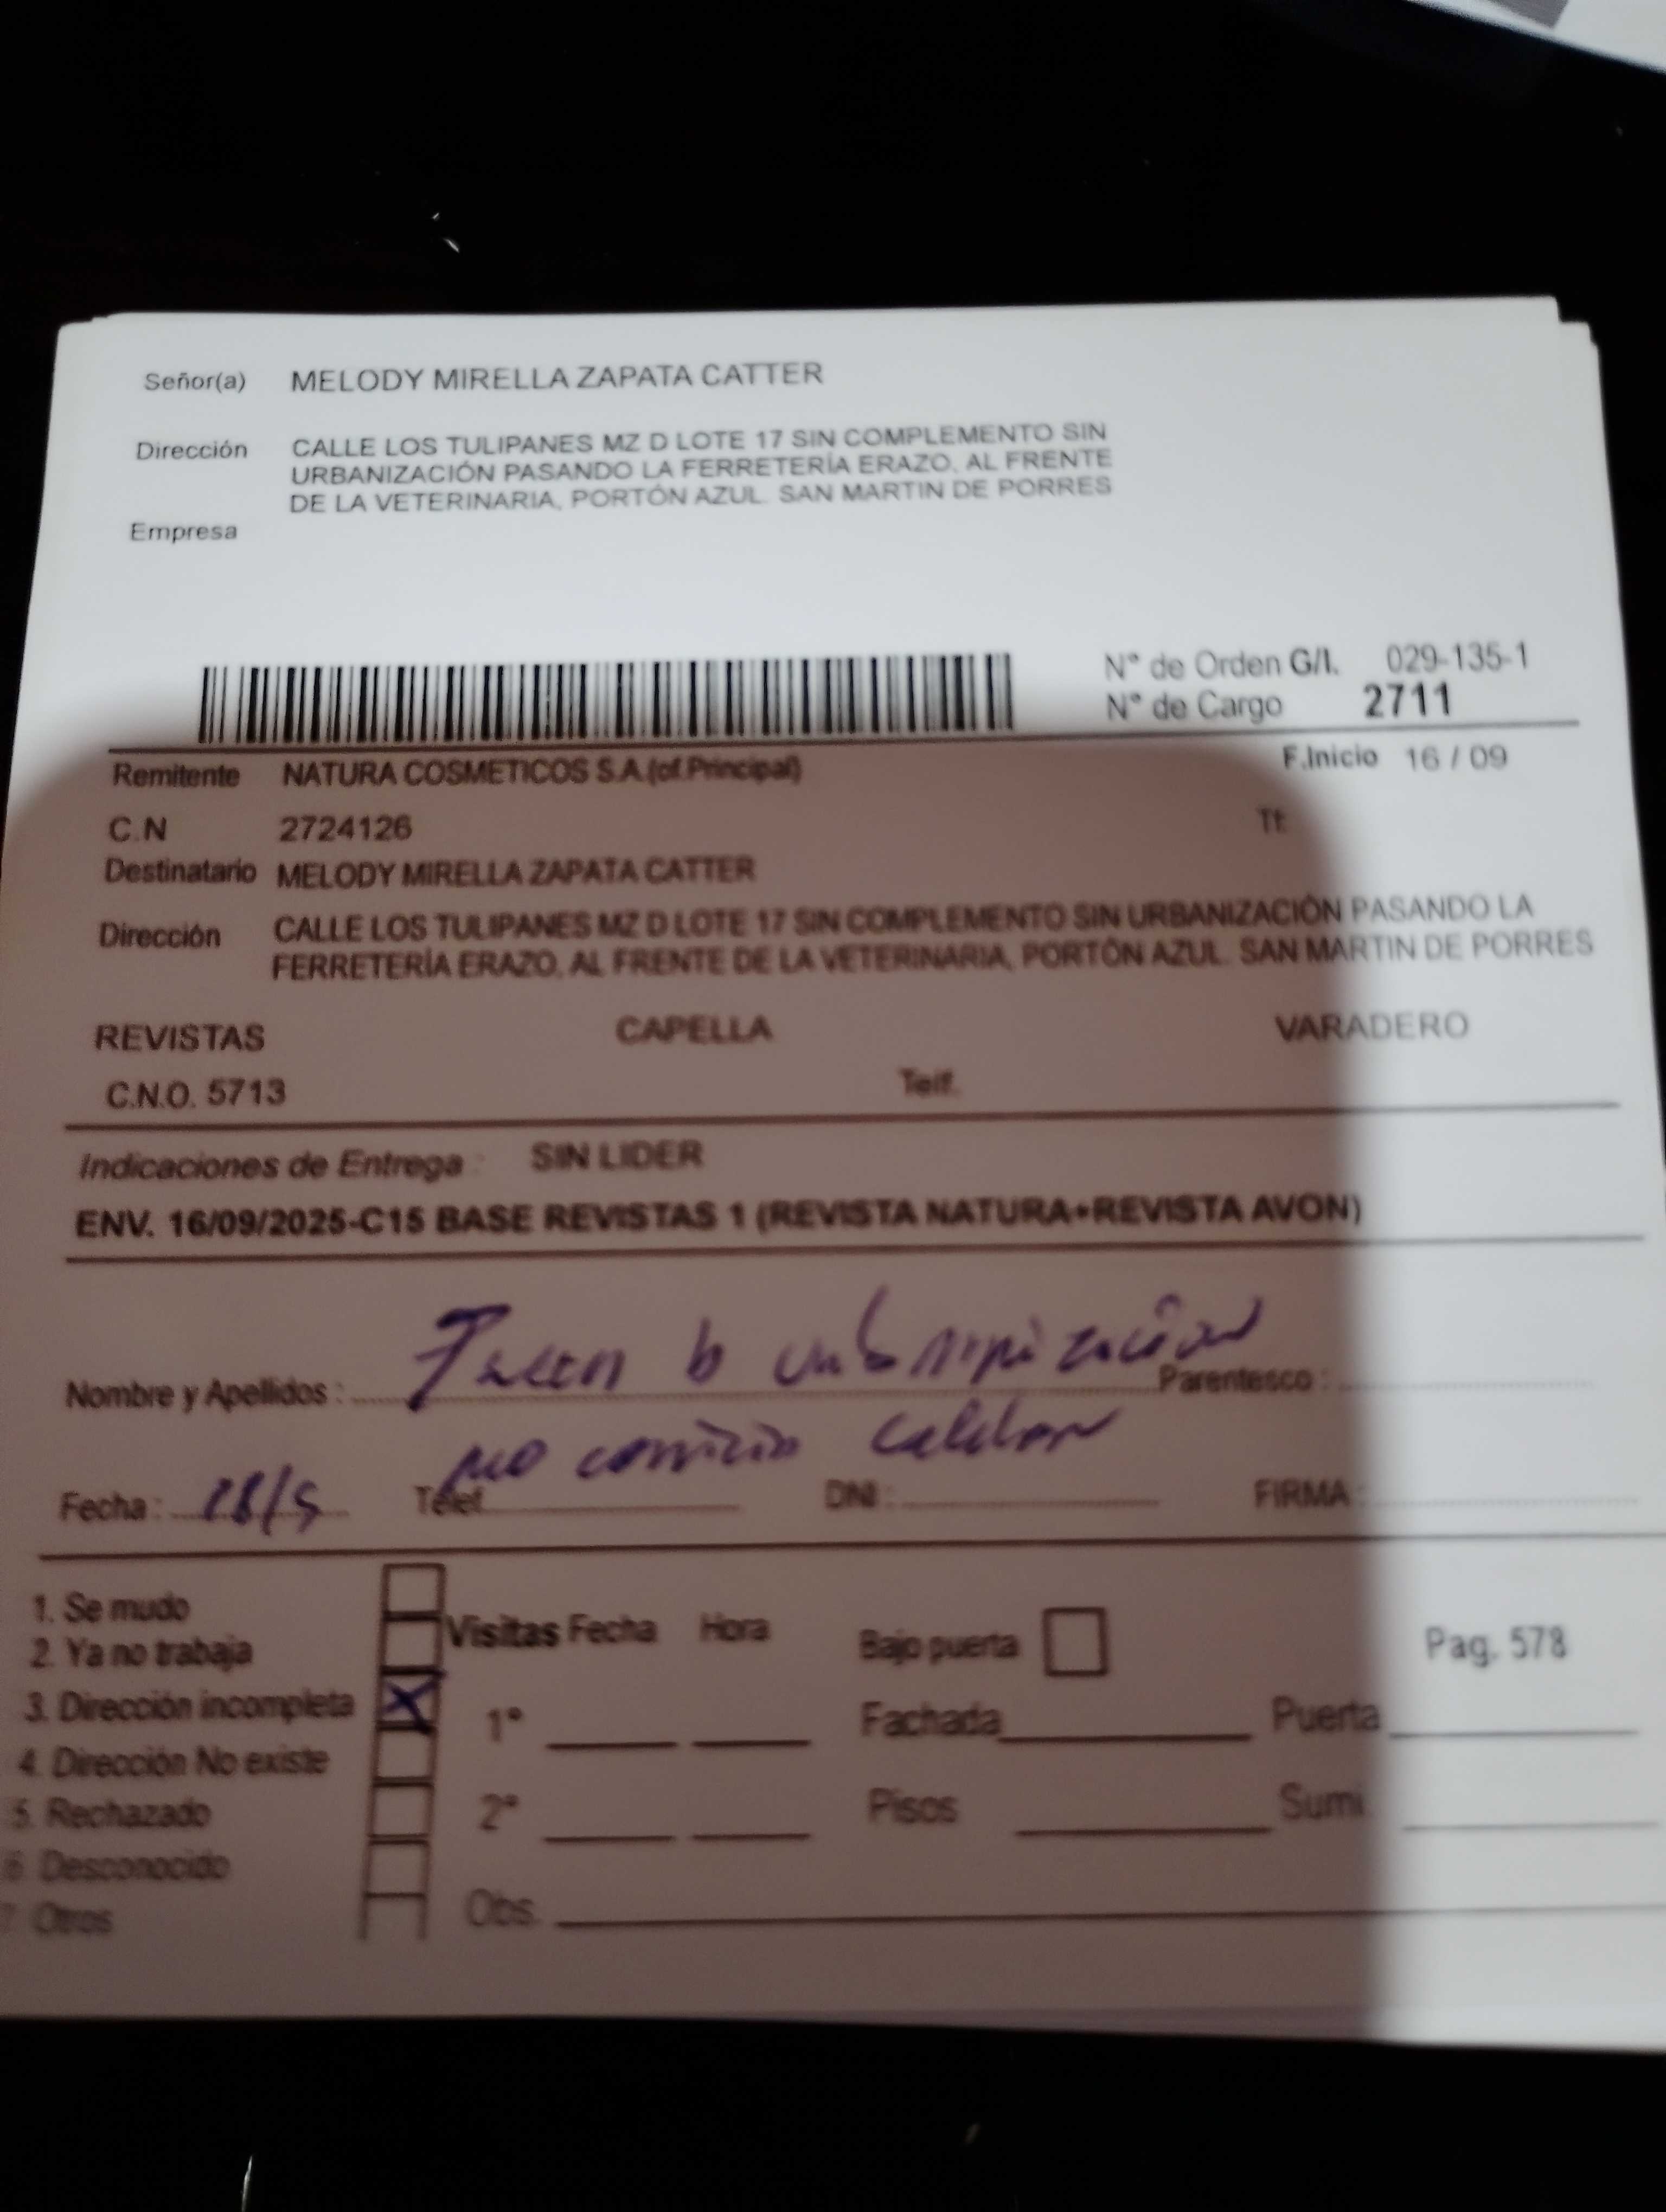 Señor(a) MELODY MIRELLA ZAPATA CATTER
Dirección CALLE LOS TULIPANES MZ D LOTE 17 SIN COMPLEMENTO SIN
URBANIZACIÓN PASANDO LA FERRETERÍA ERAZO, AL FRENTE
DE LA VETERINARIA, PORTÓN AZUL. SAN MARTIN DE PORRES
Empresa
N° de Orden G/I. 029-135-1
N° de Cargo 2711
Remitente NATURA COSMETICOS S.A.(of.Principal) F.Inicio 16 / 09
C.N 2724126 Tf:
Destinatario MELODY MIRELLA ZAPATA CATTER
Dirección CALLE LOS TULIPANES MZ D LOTE 17 SIN COMPLEMENTO SIN URBANIZACIÓN PASANDO LA
FERRETERÍA ERAZO, AL FRENTE DE LA VETERINARIA, PORTÓN AZUL. SAN MARTIN DE PORRES
REVISTAS CAPELLA VARADERO
C.N.O. 5713 Telf.
Indicaciones de Entrega : SIN LIDER
ENV. 16/09/2025-C15 BASE REVISTAS 1 (REVISTA NATURA+REVISTA AVON)
Nombre y Apellidos : Parentesco :
Fecha : Telef. DNI : FIRMA :
1. Se mudo
2. Ya no trabaja Visitas Fecha Hora Bajo puerta Pag. 578
3. Dirección incompleta X 1° Fachada Puerta
4. Dirección No existe
5. Rechazado 2° Pisos Sumi.
6 Desconocido
7 Otros Obs.